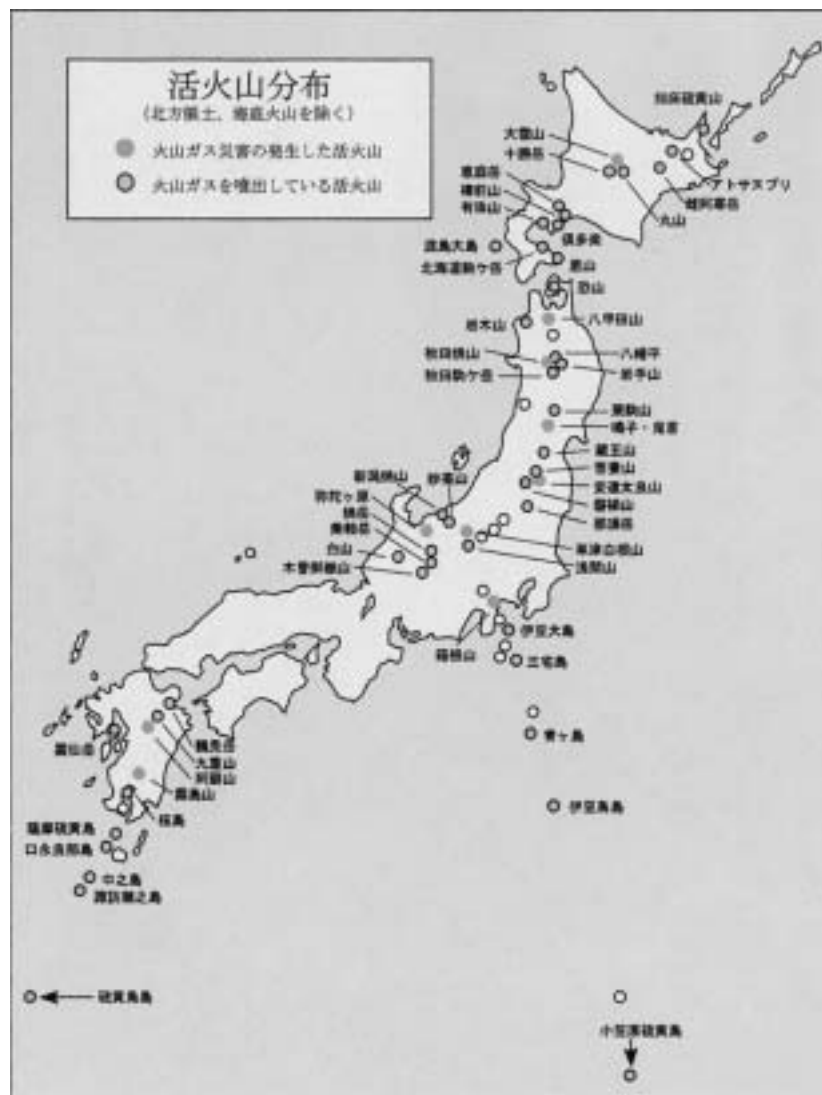 活火山分布
(北方領土、海底火山を除く)
火山ガス災害の発生した活火山
火山ガスを噴出している活火山
知床硫黄山
大雪山
十勝岳
アトサヌプリ
雌阿寒岳
丸山
恵庭岳
樽前山
有珠山
倶多楽
渡島大島
北海道駒ケ岳
恵山
恐山
岩木山
八甲田山
秋田焼山
八幡平
岩手山
秋田駒ケ岳
栗駒山
鳴子・鬼首
蔵王山
吾妻山
安達太良山
磐梯山
那須岳
新潟焼山
妙高山
弥陀ヶ原
焼岳
乗鞍岳
白山
木曽御嶽山
草津白根山
浅間山
伊豆大島
箱根山
三宅島
青ヶ島
伊豆鳥島
鶴見岳
九重山
阿蘇山
雲仙岳
霧島山
桜島
薩摩硫黄島
口永良部島
中之島
諏訪瀬之島
硫黄鳥島
小笠原硫黄島